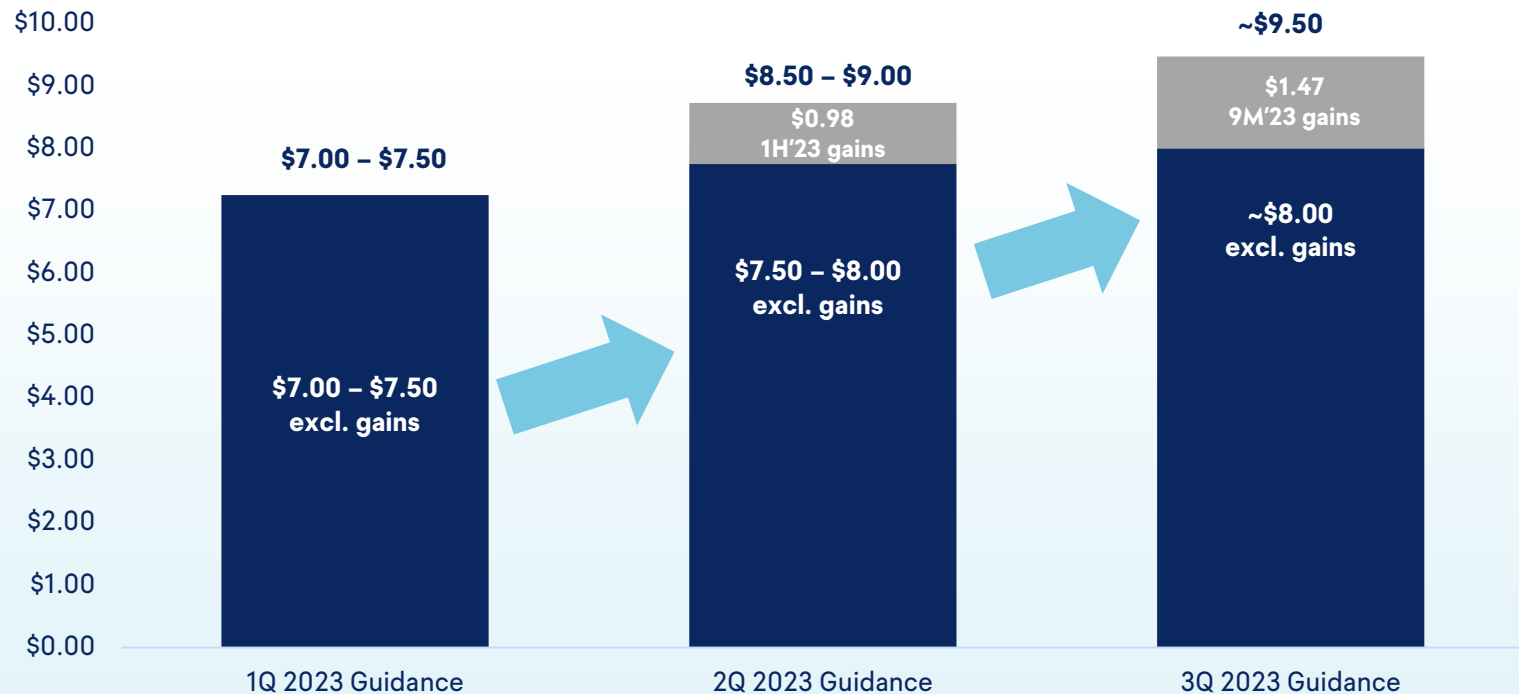 $10.00
$9.00
$8.00
$7.00
$6.00
$5.00
$4.00
$3.00
$2.00
$1.00
$0.00
$7.00 – $7.50
$7.00 – $7.50
excl. gains
$8.50 – $9.00
$0.98
1H'23 gains
$7.50 – $8.00
excl. gains
~$9.50
$1.47
9M'23 gains
~$8.00
excl. gains
1Q 2023 Guidance
2Q 2023 Guidance
3Q 2023 Guidance